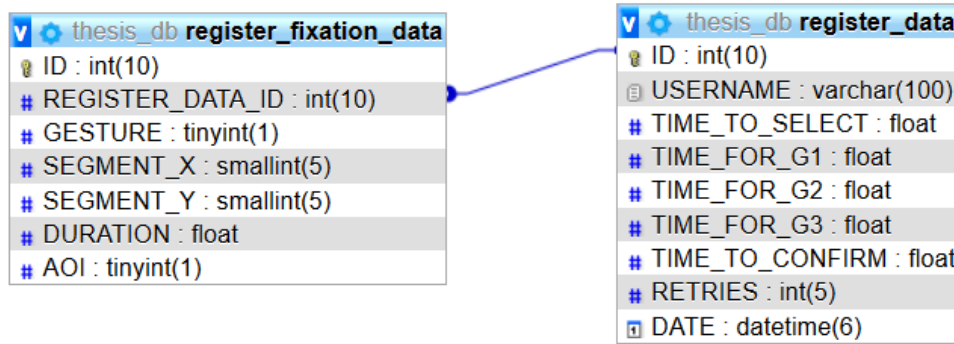 v thesis_db register_fixation_data
ID : int(10)
# REGISTER_DATA_ID : int(10)
# GESTURE : tinyint(1)
# SEGMENT_X : smallint(5)
# SEGMENT_Y : smallint(5)
# DURATION : float
# AOI : tinyint(1)
v thesis_db register_data
ID : int(10)
USERNAME : varchar(100)
# TIME_TO_SELECT : float
# TIME_FOR_G1 : float
# TIME_FOR_G2 : float
# TIME_FOR_G3 : float
# TIME_TO_CONFIRM : float
# RETRIES : int(5)
DATE : datetime(6)